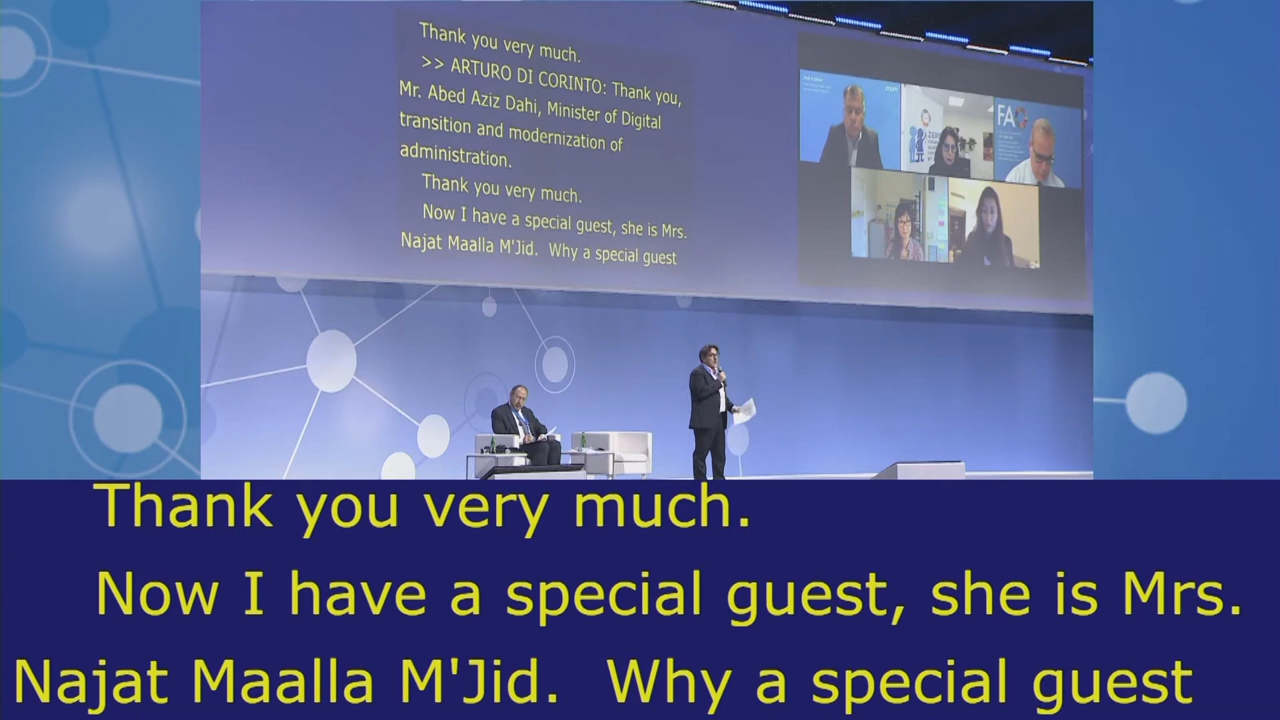 Thank you very much.
>> ARTURO DI CORINTO: Thank you,
Mr. Abed Aziz Dahi, Minister of Digital
transition and modernization of
administration.
Thank you very much.
Now I have a special guest, she is Mrs.
Najat Maalla M'Jid.  Why a special guest
FAO
ZERO
Thank you very much.
Now I have a special guest, she is Mrs.
Najat Maalla M'Jid.  Why a special guest